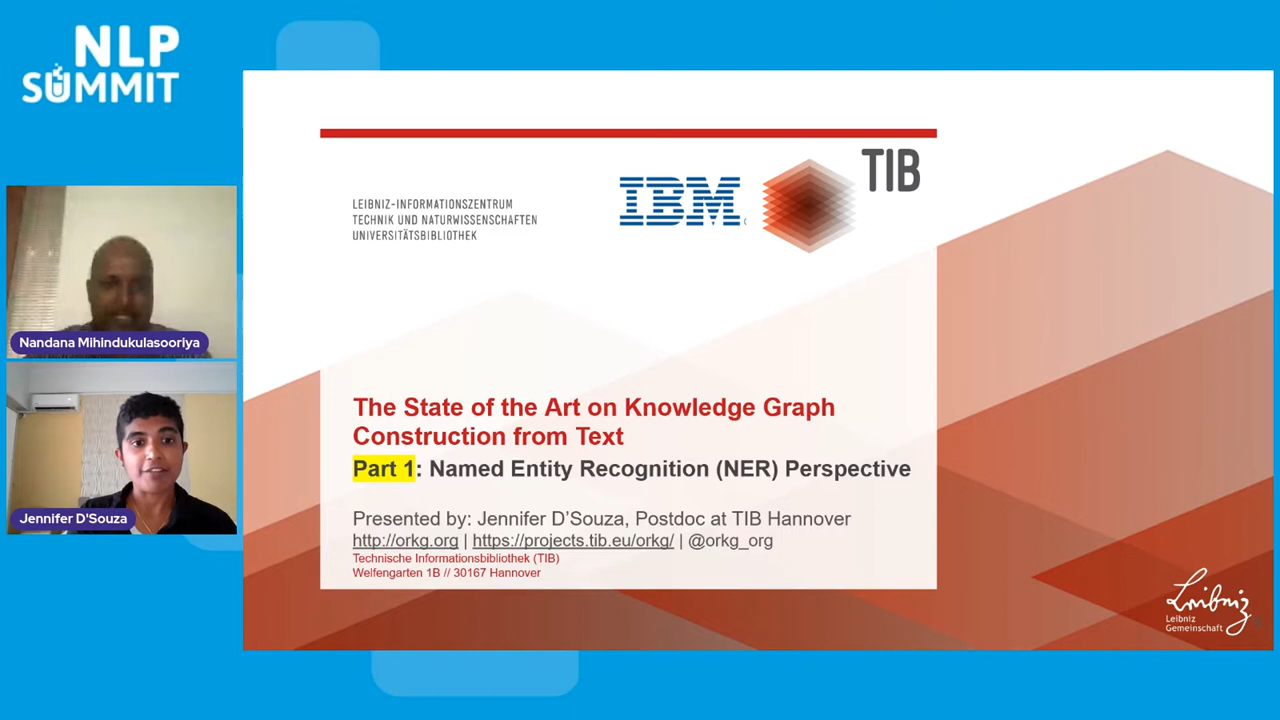 NLP
SUMMIT
Nandana Mihindukulasooriya
Jennifer D'Souza
LEIBNIZ-INFORMATIONSZENTRUM
TECHNIK UND NATURWISSENSCHAFTEN
UNIVERSITÄTSBIBLIOTHEK
IBM
TIB
The State of the Art on Knowledge Graph
Construction from Text
Part 1: Named Entity Recognition (NER) Perspective
Presented by: Jennifer D’Souza, Postdoc at TIB Hannover
http://orkg.org | https://projects.tib.eu/orkg/ | @orkg_org
Technische Informationsbibliothek (TIB)
Welfengarten 1B // 30167 Hannover
Leibniz
Leibniz
Gemeinschaft